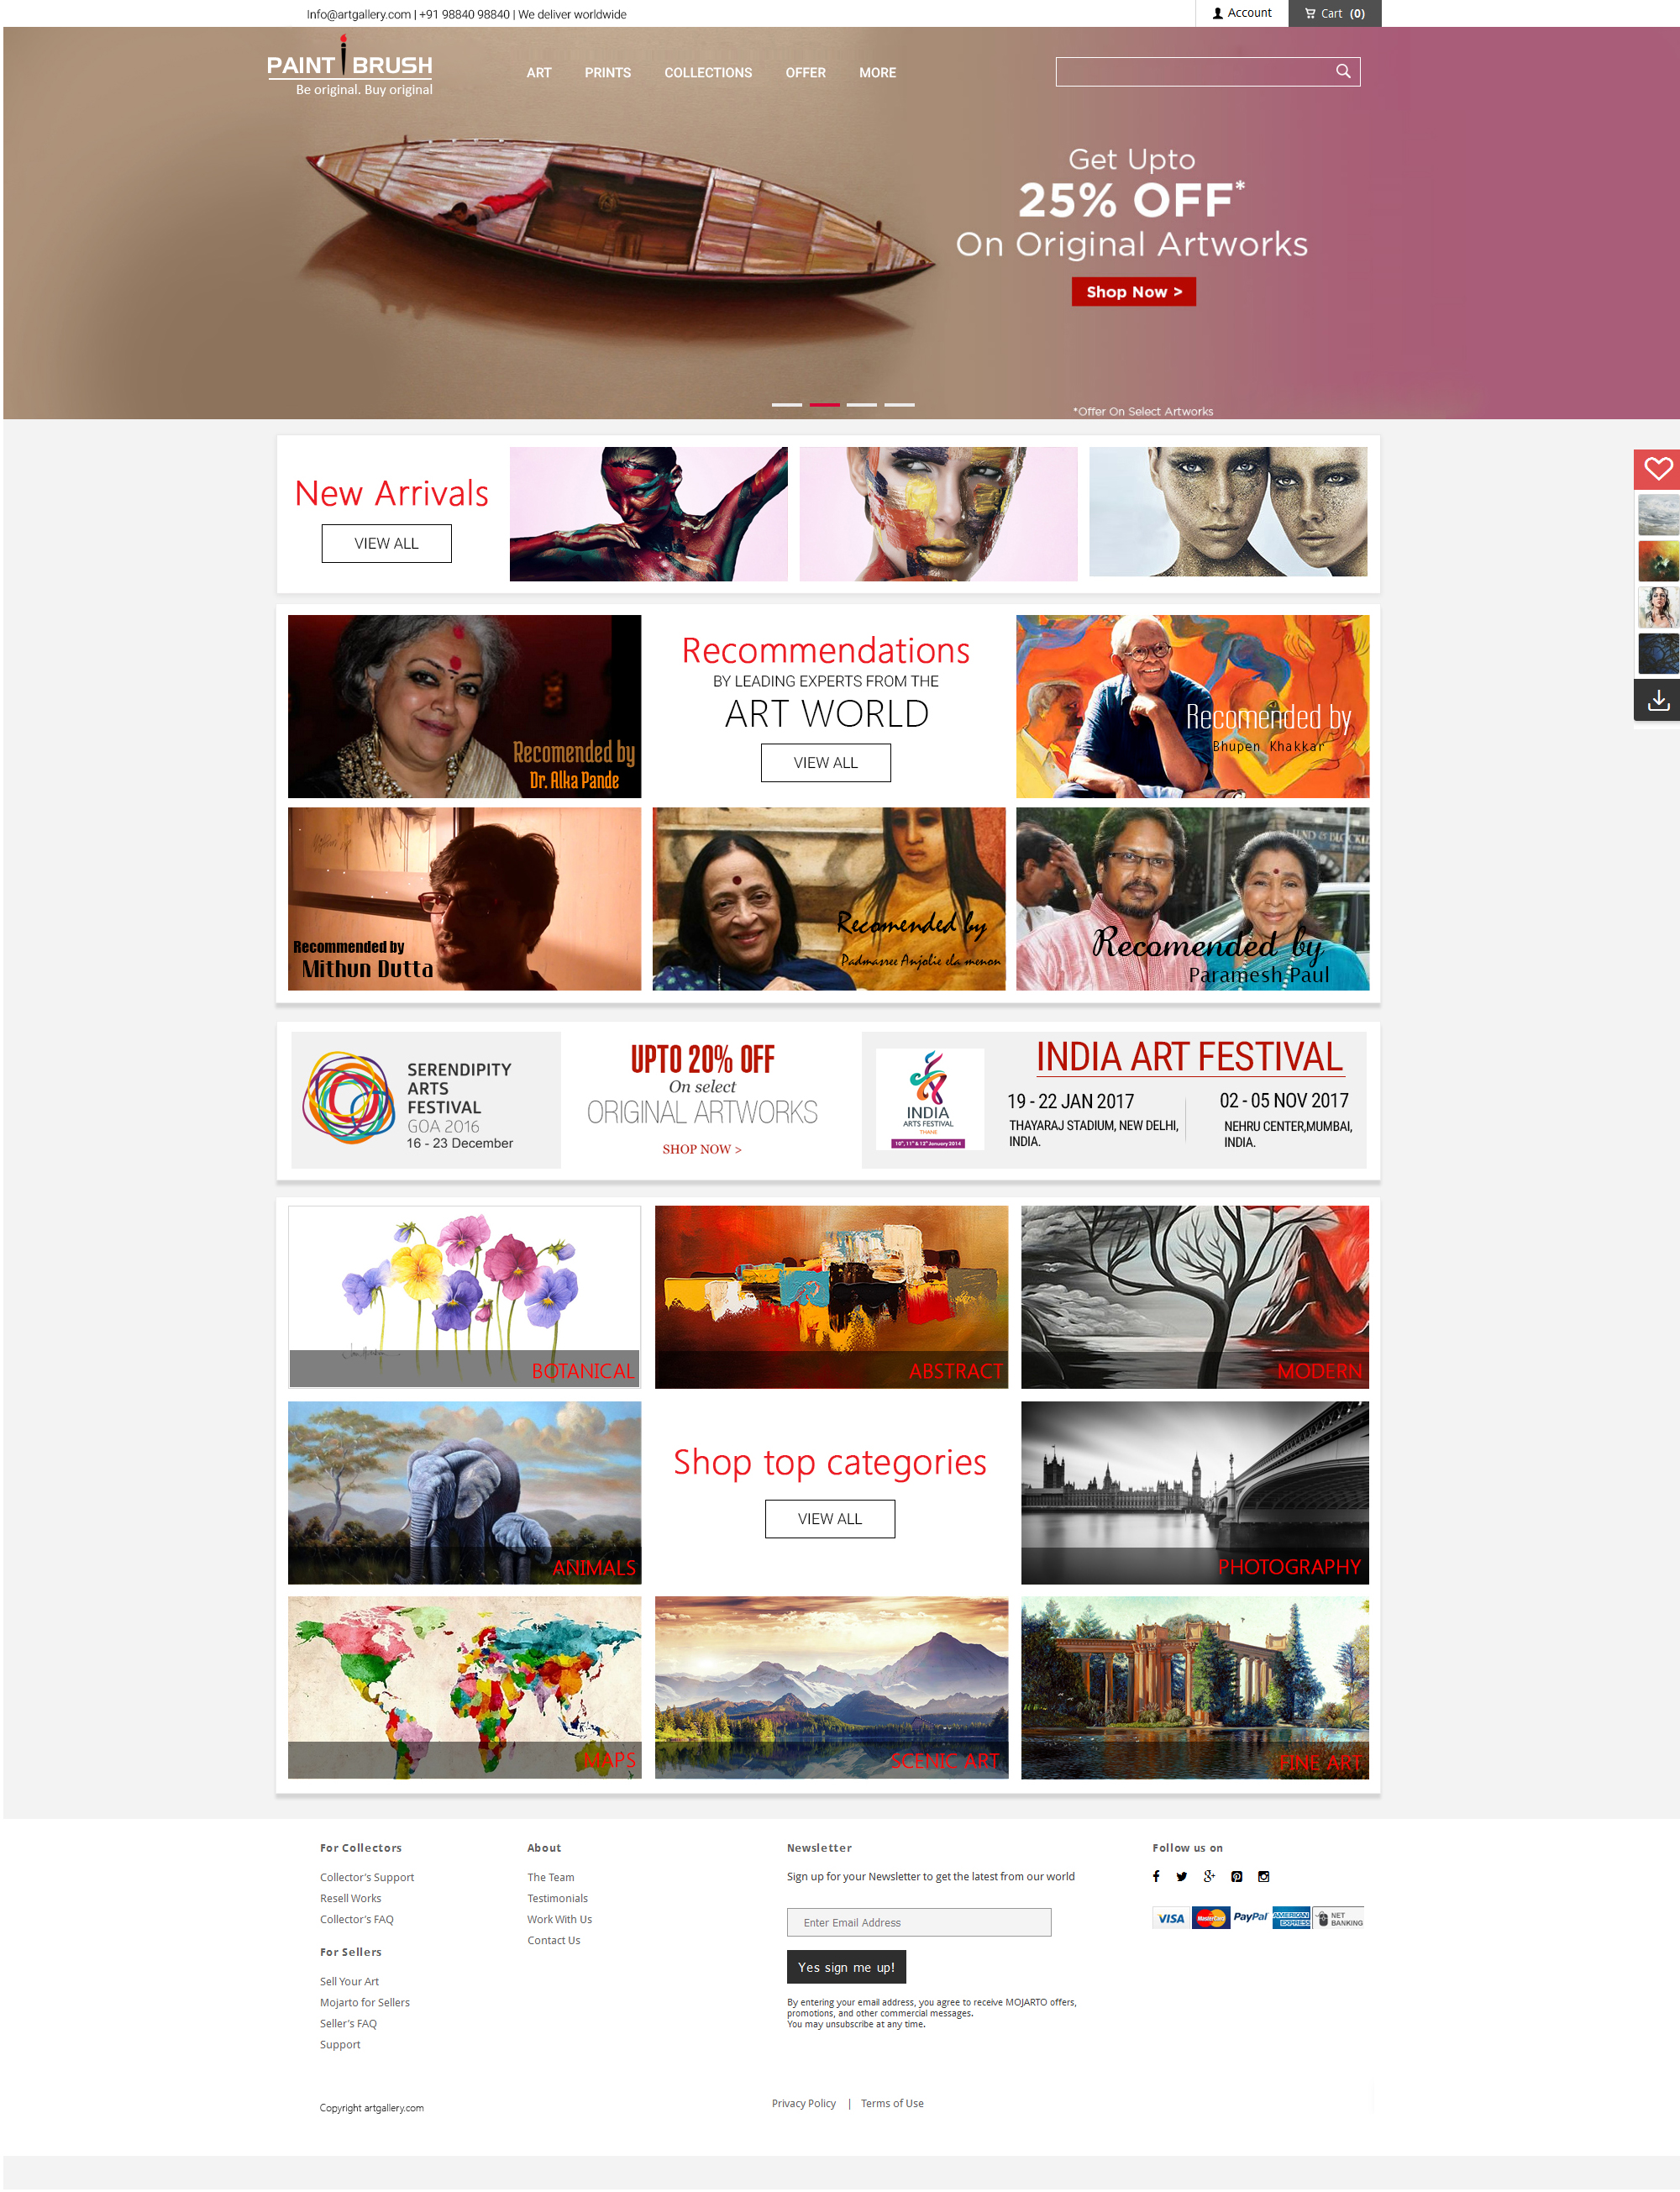 Info@artgallery.com | +91 98840 98840 | We deliver worldwide
Account
Cart (0)
PAINT BRUSH
Be original. Buy original
ART PRINTS COLLECTIONS OFFER MORE
Get Upto
25% OFF*
On Original Artworks
Shop Now >
*Offer On Select Artworks
New Arrivals
VIEW ALL
Recomended by
Dr. Alka Pande
Recommendations
BY LEADING EXPERTS FROM THE
ART WORLD
VIEW ALL
Recomended by
Bhupen Khakkar
Recommended by
Mithun Dutta
Recomended by
Padmasree Anjolie ela menon
Recomended by
Paramesh Paul
SERENDIPITY
ARTS
FESTIVAL
GOA 2016
16 - 23 December
UPTO 20% OFF
On select
ORIGINAL ARTWORKS
SHOP NOW >
INDIA
ARTS FESTIVAL
THANE
10th, 11th & 12th January 2014
INDIA ART FESTIVAL
19 - 22 JAN 2017
THAYARAJ STADIUM, NEW DELHI,
INDIA.
02 - 05 NOV 2017
NEHRU CENTER,MUMBAI,
INDIA.
BOTANICAL
ABSTRACT
MODERN
ANIMALS
Shop top categories
VIEW ALL
PHOTOGRAPHY
MAPS
SCENIC ART
FINE ART
For Collectors
Collector's Support
Resell Works
Collector's FAQ
For Sellers
Sell Your Art
Mojarto for Sellers
Seller's FAQ
Support
About
The Team
Testimonials
Work With Us
Contact Us
Newsletter
Sign up for your Newsletter to get the latest from our world
Enter Email Address
Yes sign me up!
By entering your email address, you agree to receive MOJARTO offers,
promotions, and other commercial messages.
You may unsubscribe at any time.
Follow us on
VISA
MasterCard
PayPal
AMERICAN
EXPRESS
NET
BANKING
Copyright artgallery.com
Privacy Policy | Terms of Use